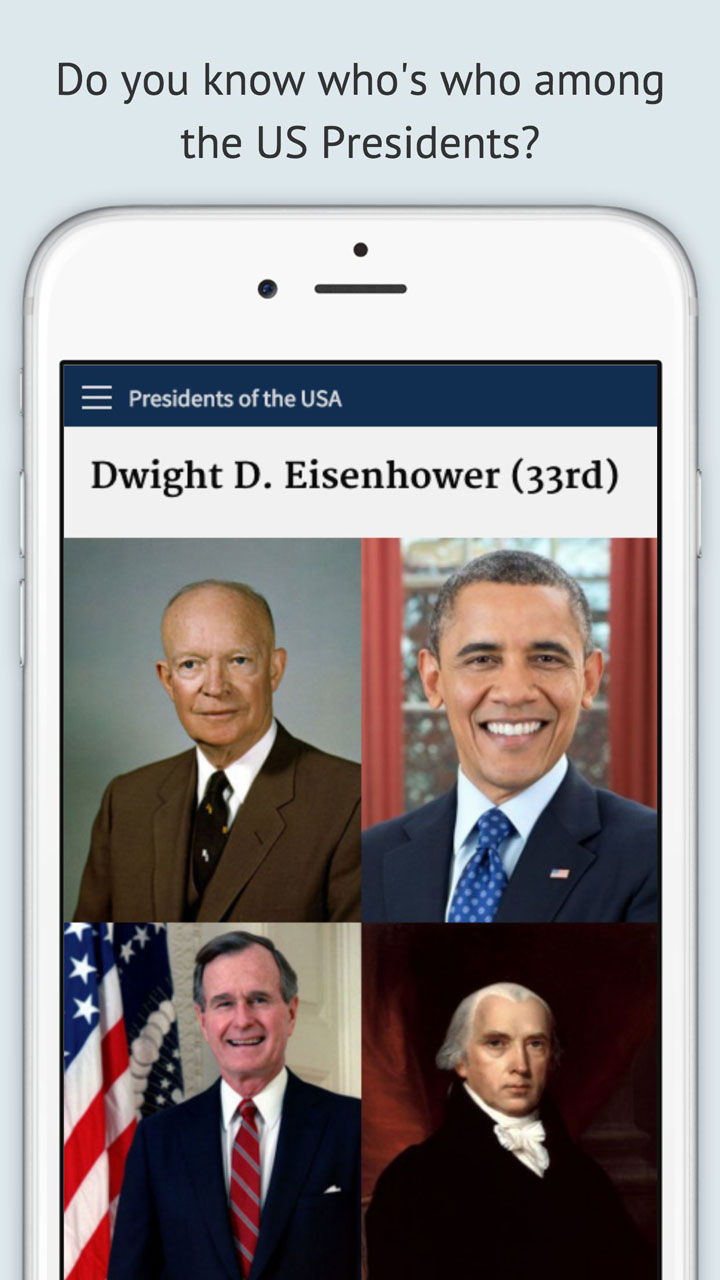 Do you know who's who among
the US Presidents?
Presidents of the USA
Dwight D. Eisenhower (33rd)